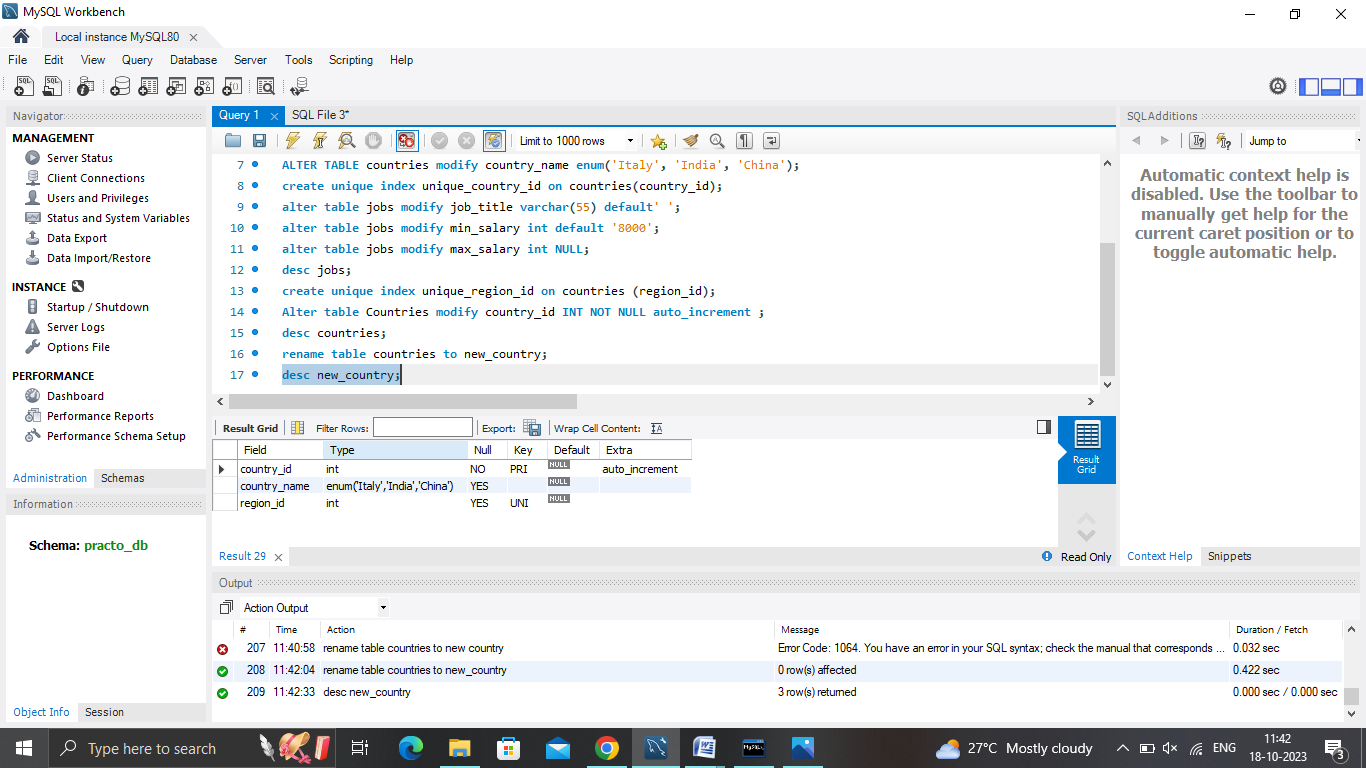 MySQL Workbench
Local instance MySQL80
File Edit View Query Database Server Tools Scripting Help
Navigator
MANAGEMENT
Server Status
Client Connections
Users and Privileges
Status and System Variables
Data Export
Data Import/Restore
INSTANCE
Startup / Shutdown
Server Logs
Options File
PERFORMANCE
Dashboard
Performance Reports
Performance Schema Setup
Administration Schemas
Information
Schema: practo_db
Object Info Session
Query 1 SQL File 3*
Limit to 1000 rows
7 ALTER TABLE countries modify country_name enum('Italy', 'India', 'China');
8 create unique index unique_country_id on countries(country_id);
9 alter table jobs modify job_title varchar(55) default' ';
10 alter table jobs modify min_salary int default '8000';
11 alter table jobs modify max_salary int NULL;
12 desc jobs;
13 create unique index unique_region_id on countries (region_id);
14 Alter table Countries modify country_id INT NOT NULL auto_increment ;
15 desc countries;
16 rename table countries to new_country;
17 desc new_country;
Result Grid Filter Rows: Export: Wrap Cell Content:
Field Type Null Key Default Extra
country_id int NO PRI NULL auto_increment
country_name enum('Italy','India','China') YES NULL
region_id int YES UNI NULL
Result Grid
Result 29
Read Only
Output
Action Output
# Time Action Message Duration / Fetch
207 11:40:58 rename table countries to new country Error Code: 1064. You have an error in your SQL syntax; check the manual that corresponds ... 0.032 sec
208 11:42:04 rename table countries to new_country 0 row(s) affected 0.422 sec
209 11:42:33 desc new_country 3 row(s) returned 0.000 sec / 0.000 sec
SQLAdditions
Jump to
Automatic context help is
disabled. Use the toolbar to
manually get help for the
current caret position or to
toggle automatic help.
Context Help Snippets
Type here to search
27°C Mostly cloudy
ENG
11:42
18-10-2023
3